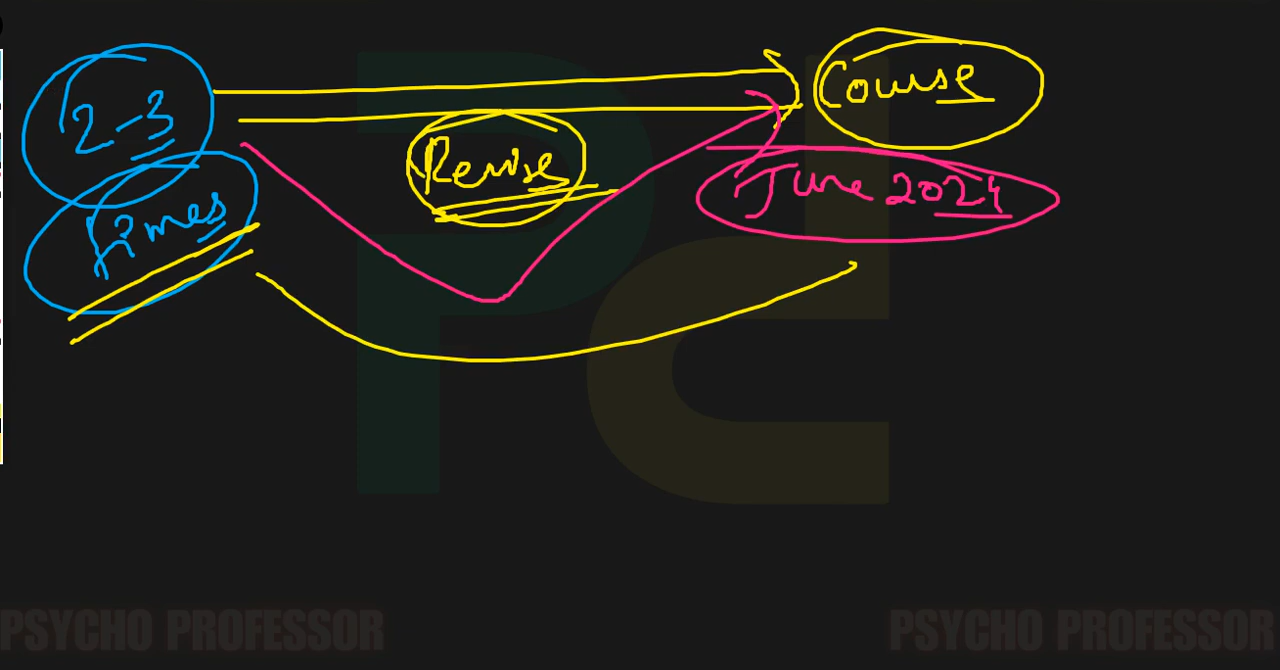 2-3
times
Revise
Course
June 2024
PSYCHO PROFESSOR
PSYCHO PROFESSOR